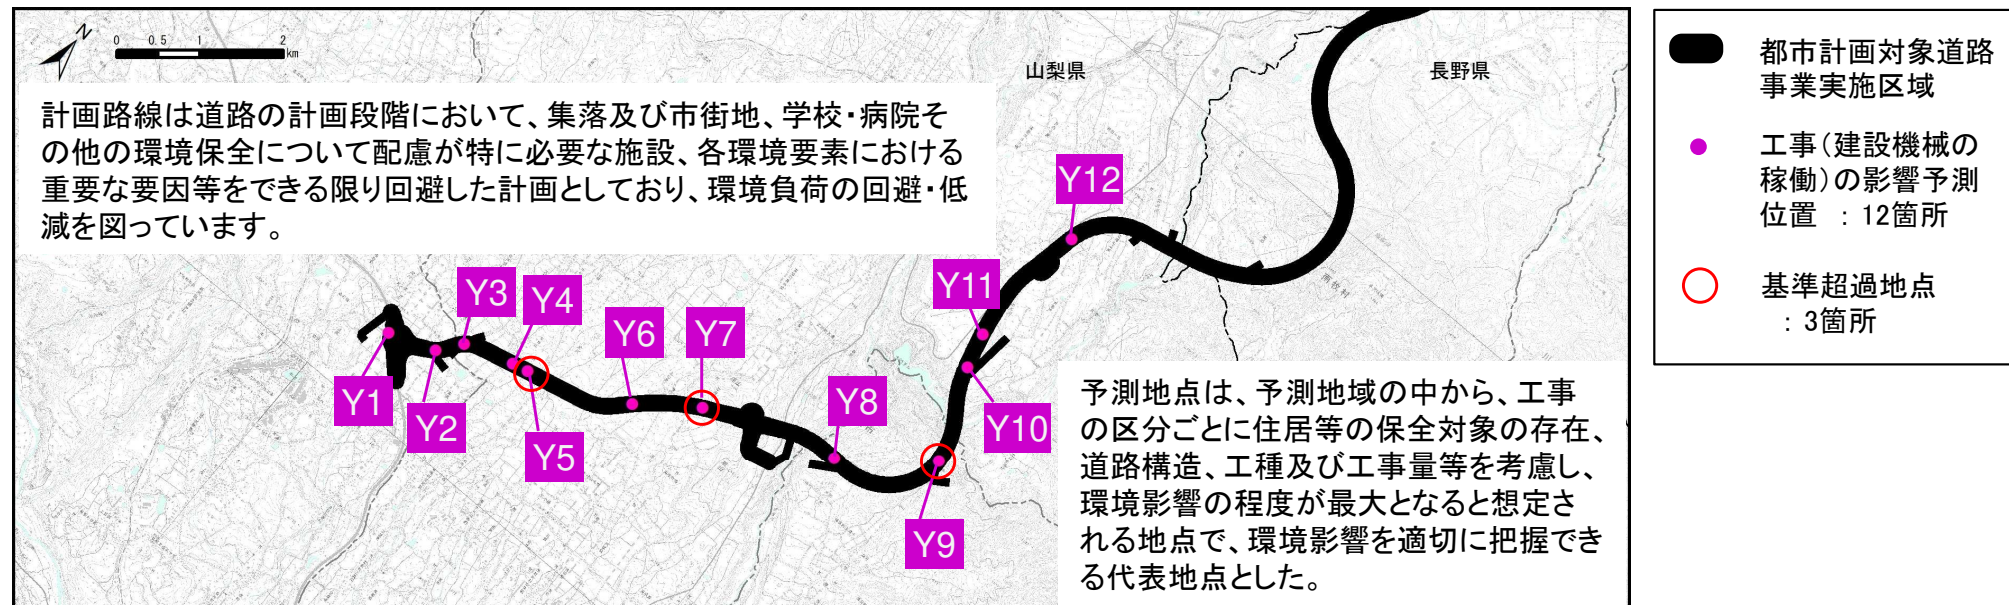 N
0 0.5 1 2
km
山梨県
長野県
計画路線は道路の計画段階において、集落及び市街地、学校・病院そ
の他の環境保全について配慮が特に必要な施設、各環境要素における
重要な要因等をできる限り回避した計画としており、環境負荷の回避・低
減を図っています。
Y1
Y2
Y3
Y4
Y5
Y6
Y7
Y8
Y9
Y10
Y11
Y12
南牧村
予測地点は、予測地域の中から、工事
の区分ごとに住居等の保全対象の存在、
道路構造、工種及び工事量等を考慮し、
環境影響の程度が最大となると想定さ
れる地点で、環境影響を適切に把握でき
る代表地点とした。
都市計画対象道路
事業実施区域
工事（建設機械の
稼働）の影響予測
位置 ：12箇所
基準超過地点
：3箇所